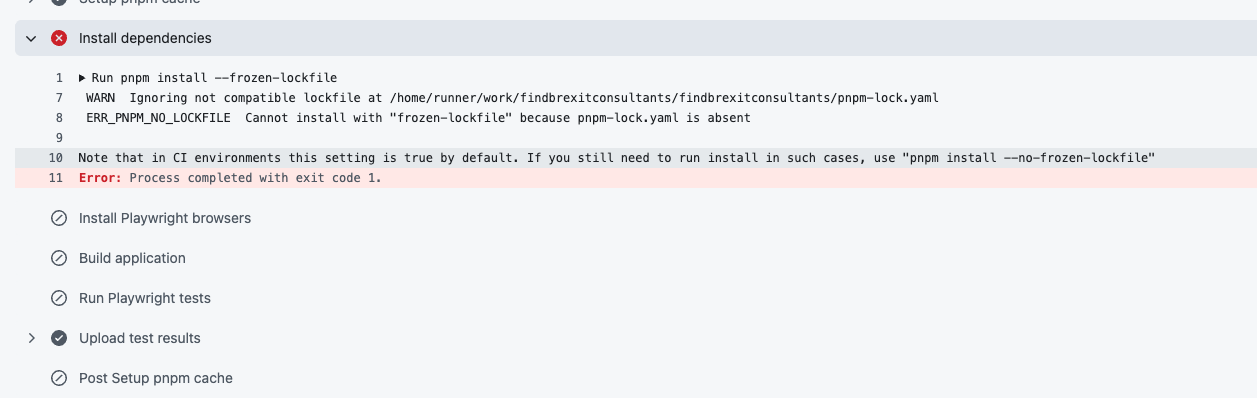 Setup pnpm cache
Install dependencies
1 Run pnpm install --frozen-lockfile
7 WARN  Ignoring not compatible lockfile at /home/runner/work/findbrexitconsultants/findbrexitconsultants/pnpm-lock.yaml
8 ERR_PNPM_NO_LOCKFILE  Cannot install with "frozen-lockfile" because pnpm-lock.yaml is absent
9
10 Note that in CI environments this setting is true by default. If you still need to run install in such cases, use "pnpm install --no-frozen-lockfile"
11 Error: Process completed with exit code 1.
Install Playwright browsers
Build application
Run Playwright tests
Upload test results
Post Setup pnpm cache